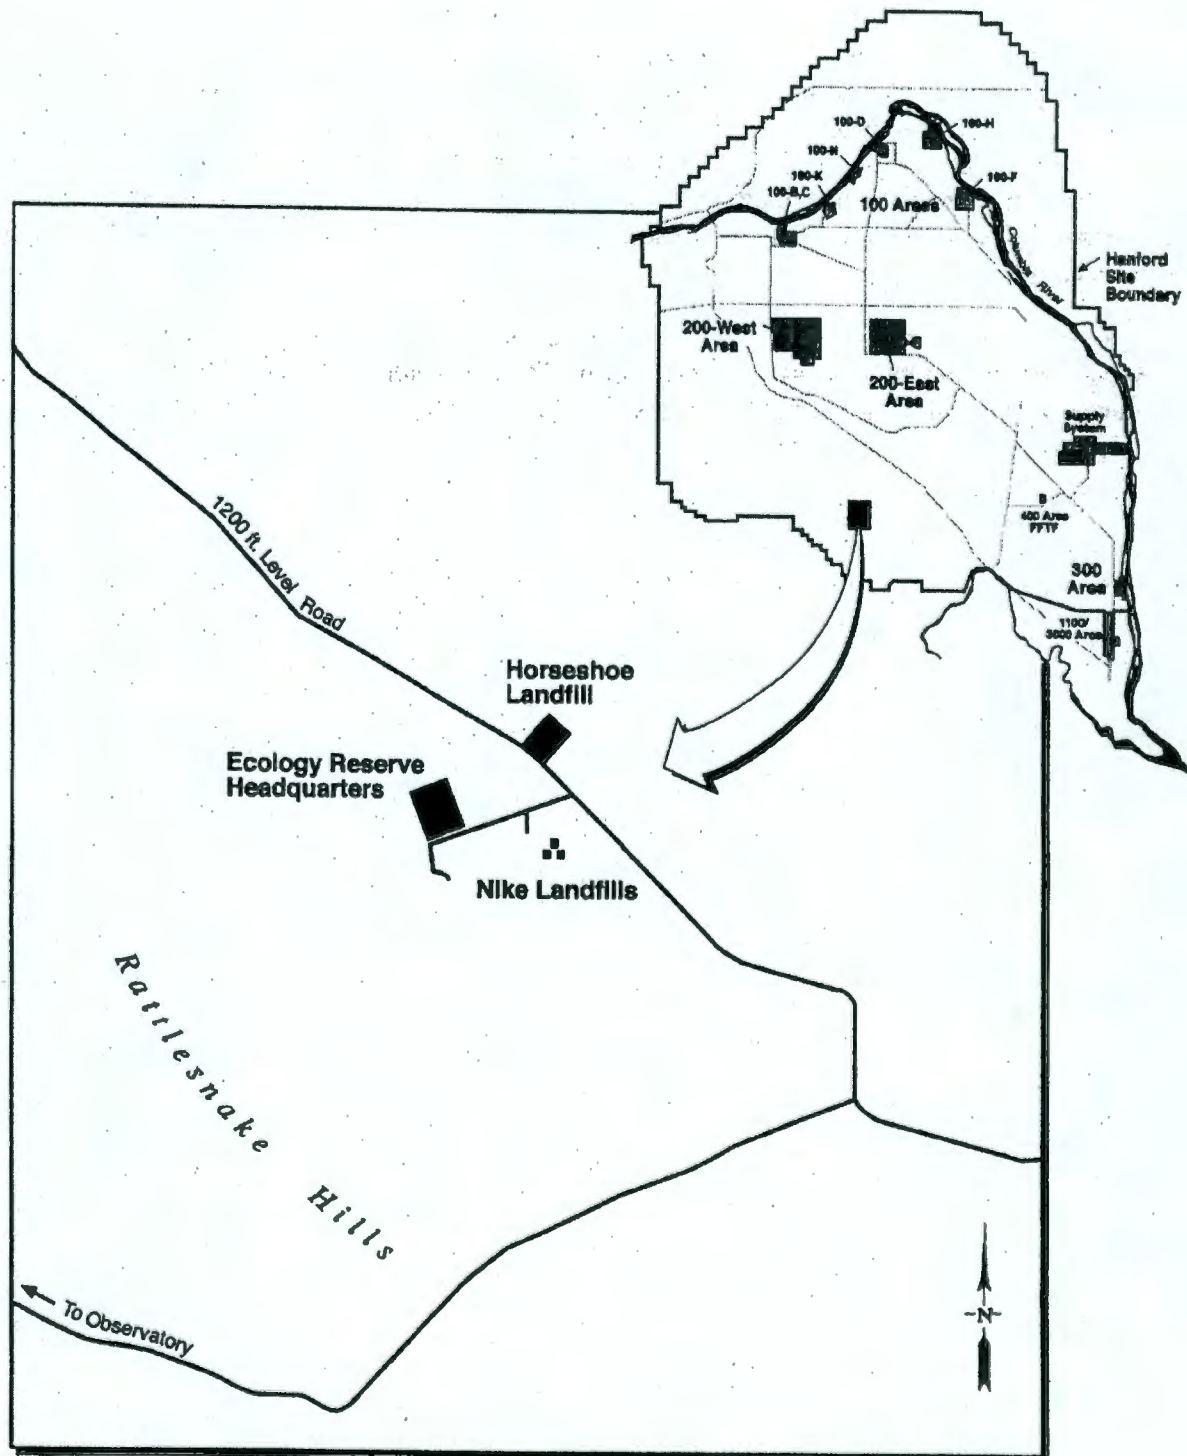 100-D
100-H
100-N
100-K
100-F
100-B,C
100 Areas
Columbia River
Hanford
Site
Boundary
200-West
Area
200-East
Area
Supply
System
400 Area
FFTF
300
Area
1100/
3000 Area
1200 ft. Level Road
Horseshoe
Landfill
Ecology Reserve
Headquarters
Nike Landfills
Rattlesnake Hills
To Observatory
N